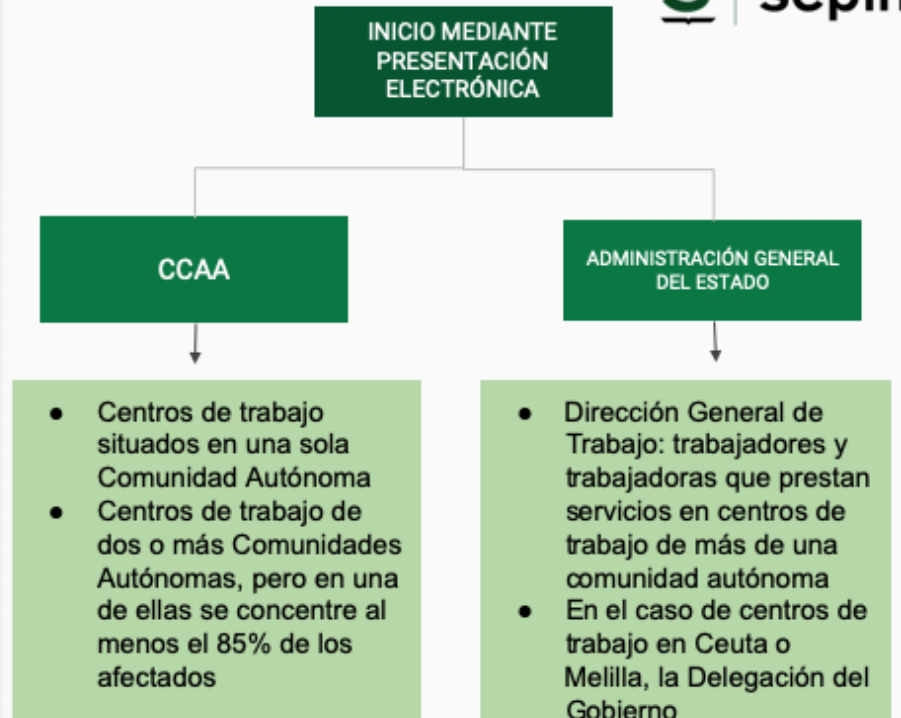 INICIO MEDIANTE
PRESENTACIÓN
ELECTRÓNICA
CCAA
● Centros de trabajo
situados en una sola
Comunidad Autónoma
● Centros de trabajo de
dos o más Comunidades
Autónomas, pero en una
de ellas se concentre al
menos el 85% de los
afectados
ADMINISTRACIÓN GENERAL
DEL ESTADO
● Dirección General de
Trabajo: trabajadores y
trabajadoras que prestan
servicios en centros de
trabajo de más de una
comunidad autónoma
● En el caso de centros de
trabajo en Ceuta o
Melilla, la Delegación del
Gobierno